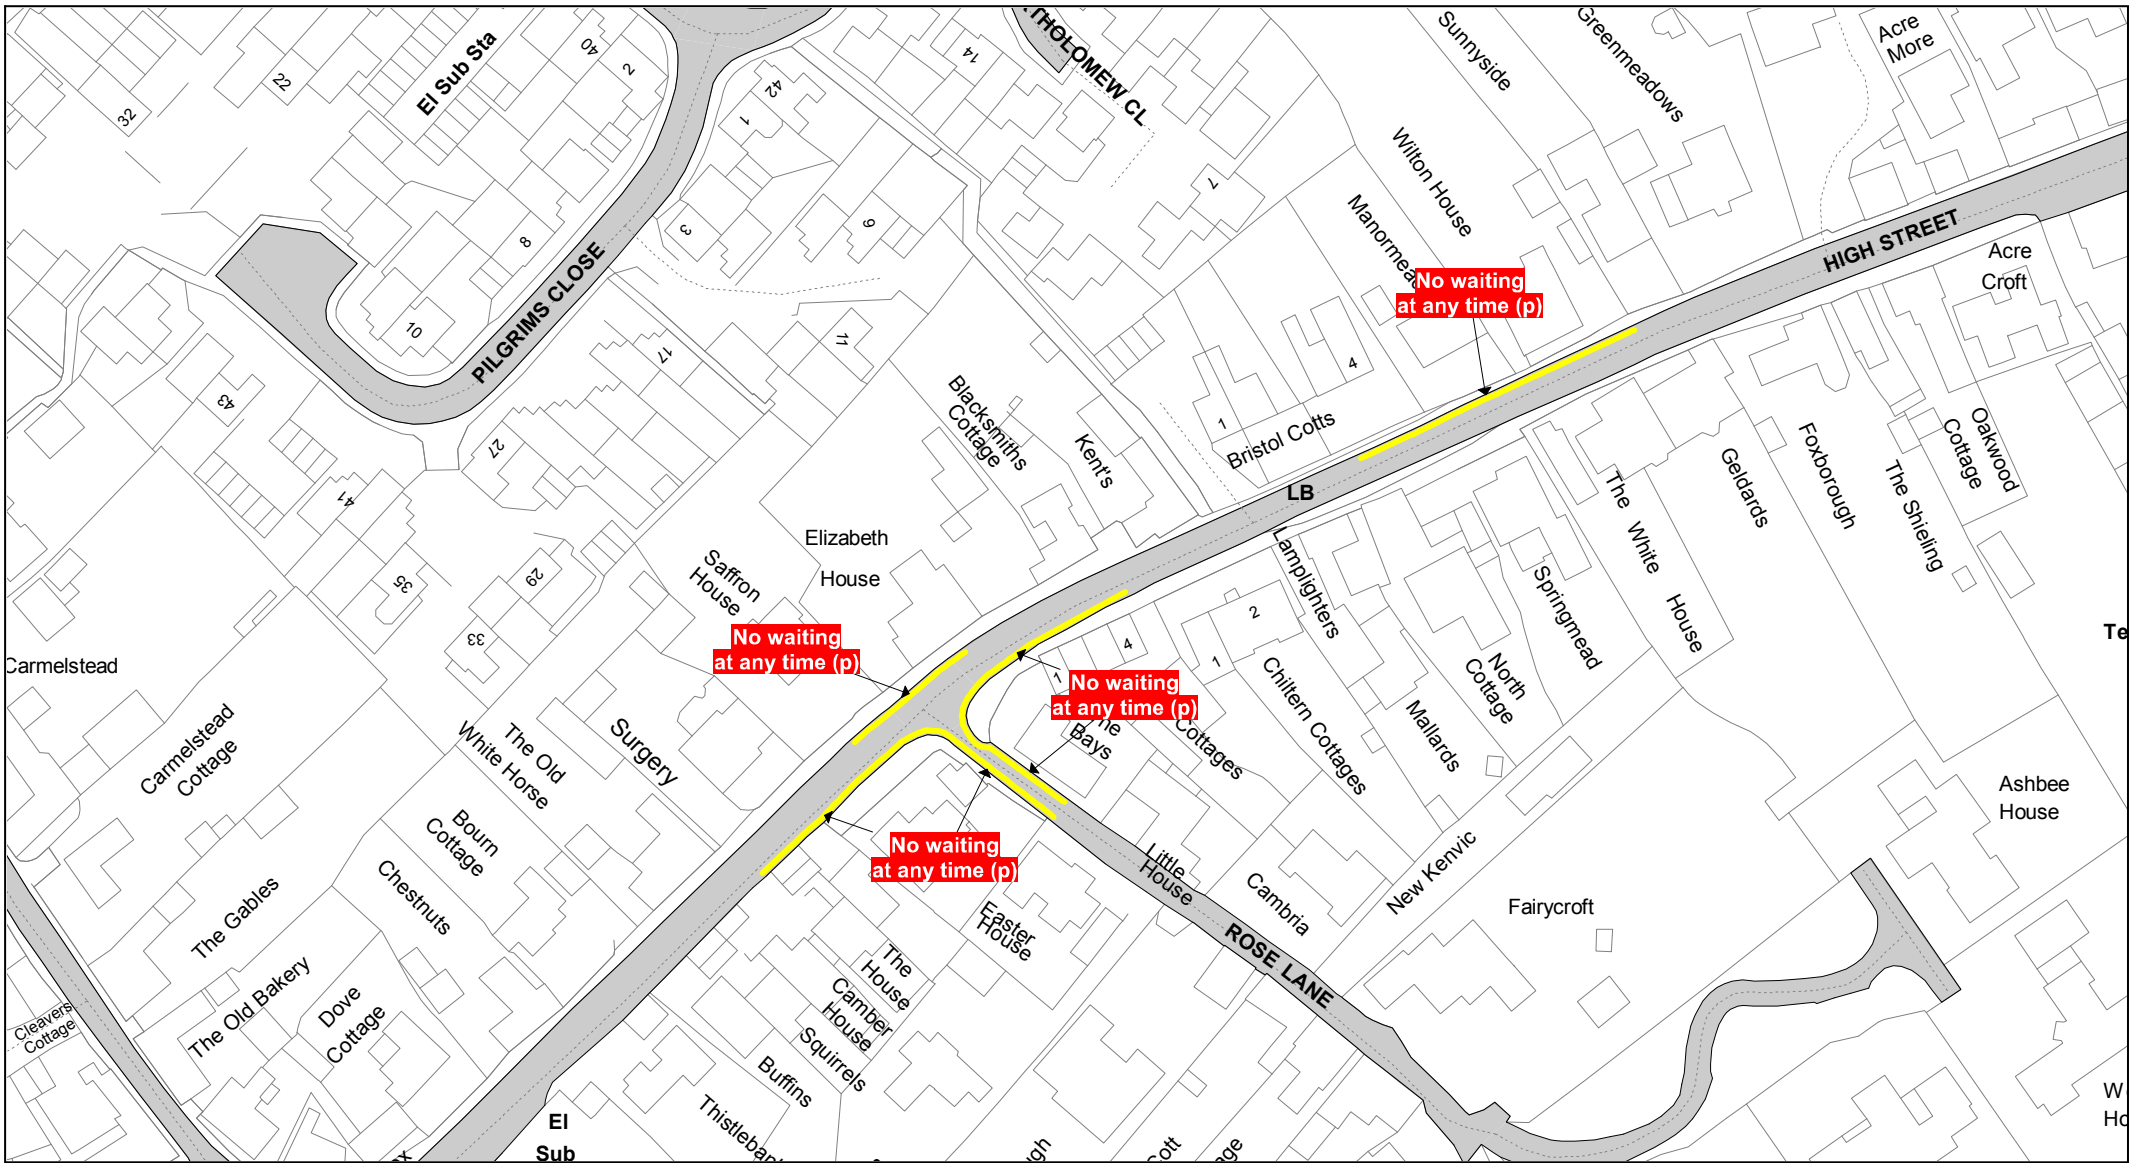 El Sub Sta
40
2
22
32
42
1
14
THOLOMEW CL
Sunnyside
Greenmeadows
Acre
More
Wilton House
7
3
9
8
10
PILGRIMS CLOSE
17
11
27
43
41
35
29
33
HIGH STREET
Acre
Croft
No waiting
at any time (p)
1
4
Bristol Cotts
LB
Blacksmiths
Cottage
Kent's
Elizabeth
House
Saffron
House
No waiting
at any time (p)
Geldards
Foxborough
The Shieling
Oakwood
Cottage
The White House
Springmead
North
Cottage
Lamplighters
Mallards
Chiltern Cottages
2
1
4
1
No waiting
at any time (p)
Bays
Cottages
Carmelstead
Carmelstead
Cottage
The Old
White Horse
Surgery
Bourn
Cottage
Chestnuts
The Gables
The Old Bakery
Dove
Cottage
Cleavers
Cottage
No waiting
at any time (p)
Easter
House
Little
House
Cambria
New Kenvic
Fairycroft
Ashbee
House
ROSE LANE
The
House
Camber
House
Squirrels
Buffins
El
Sub